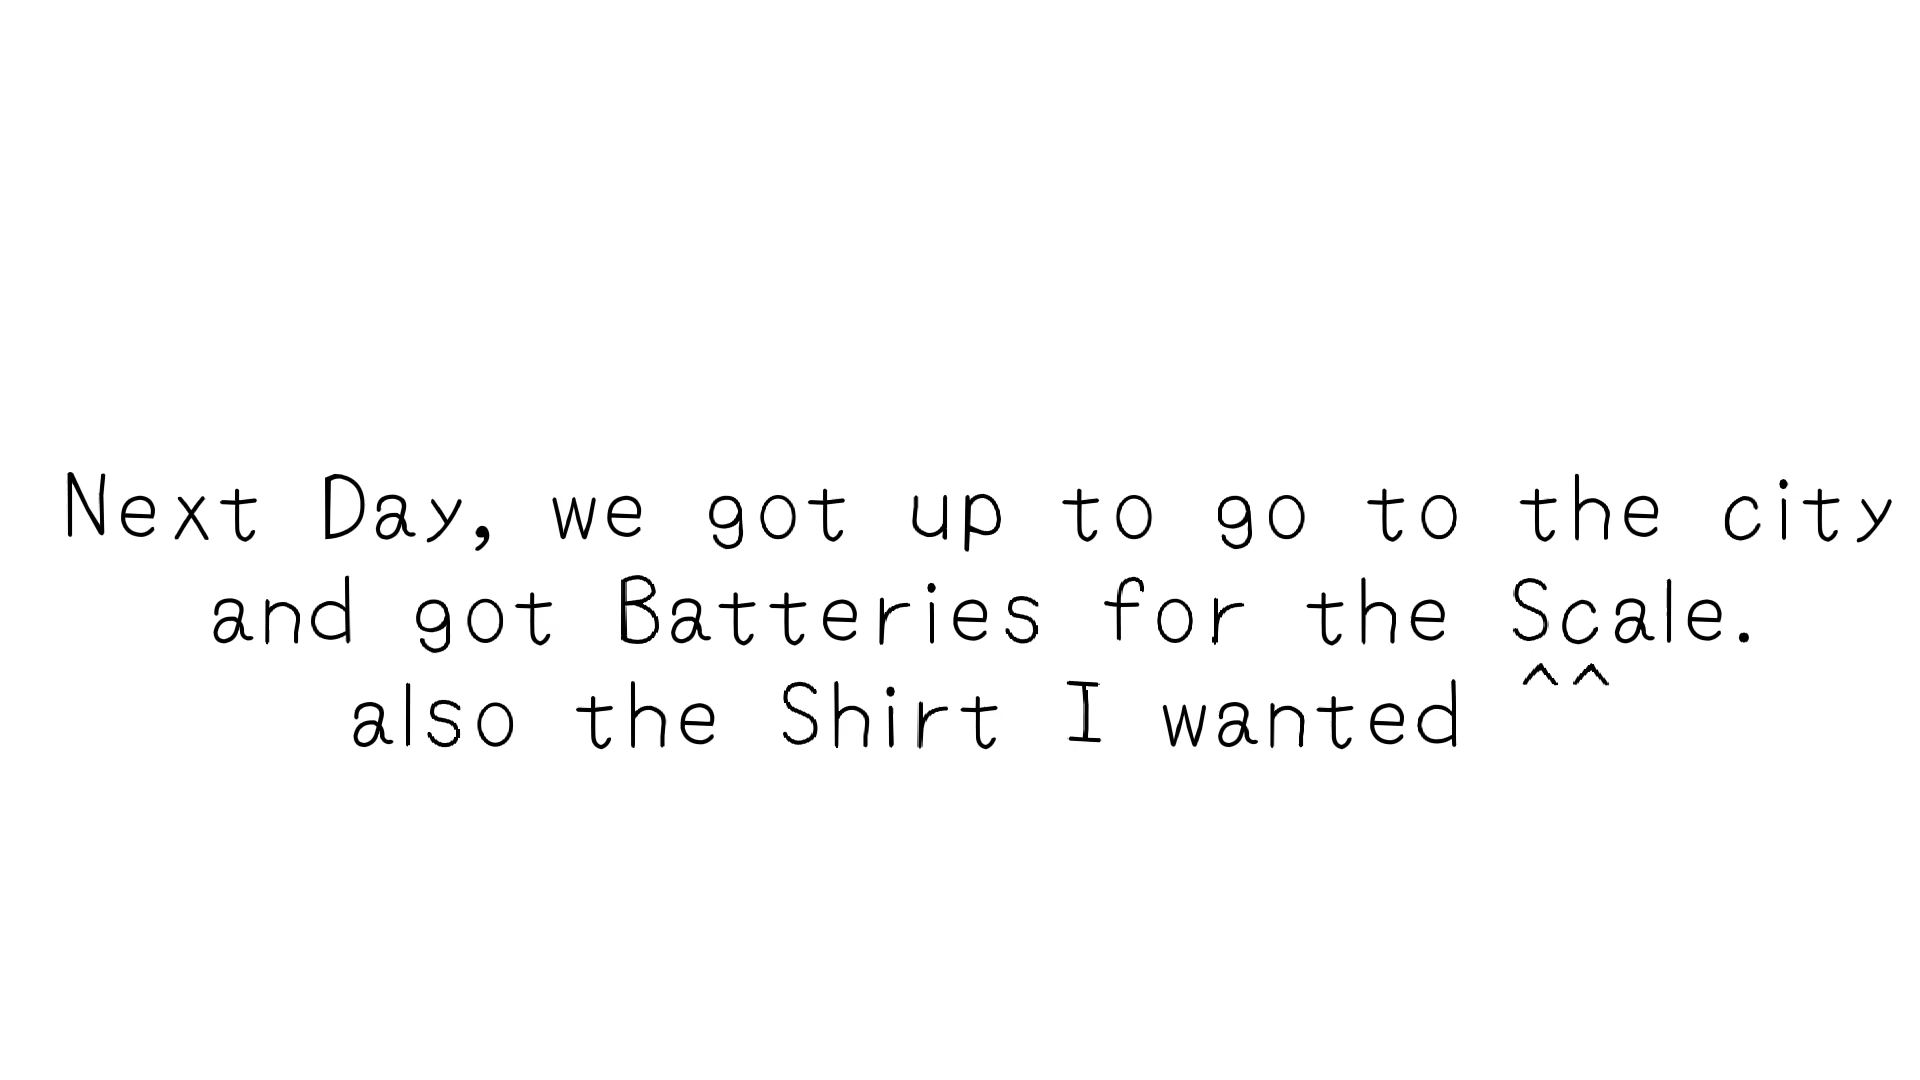 Next Day, we got up to go to the city
and got Batteries for the Scale.
also the Shirt I wanted ^^